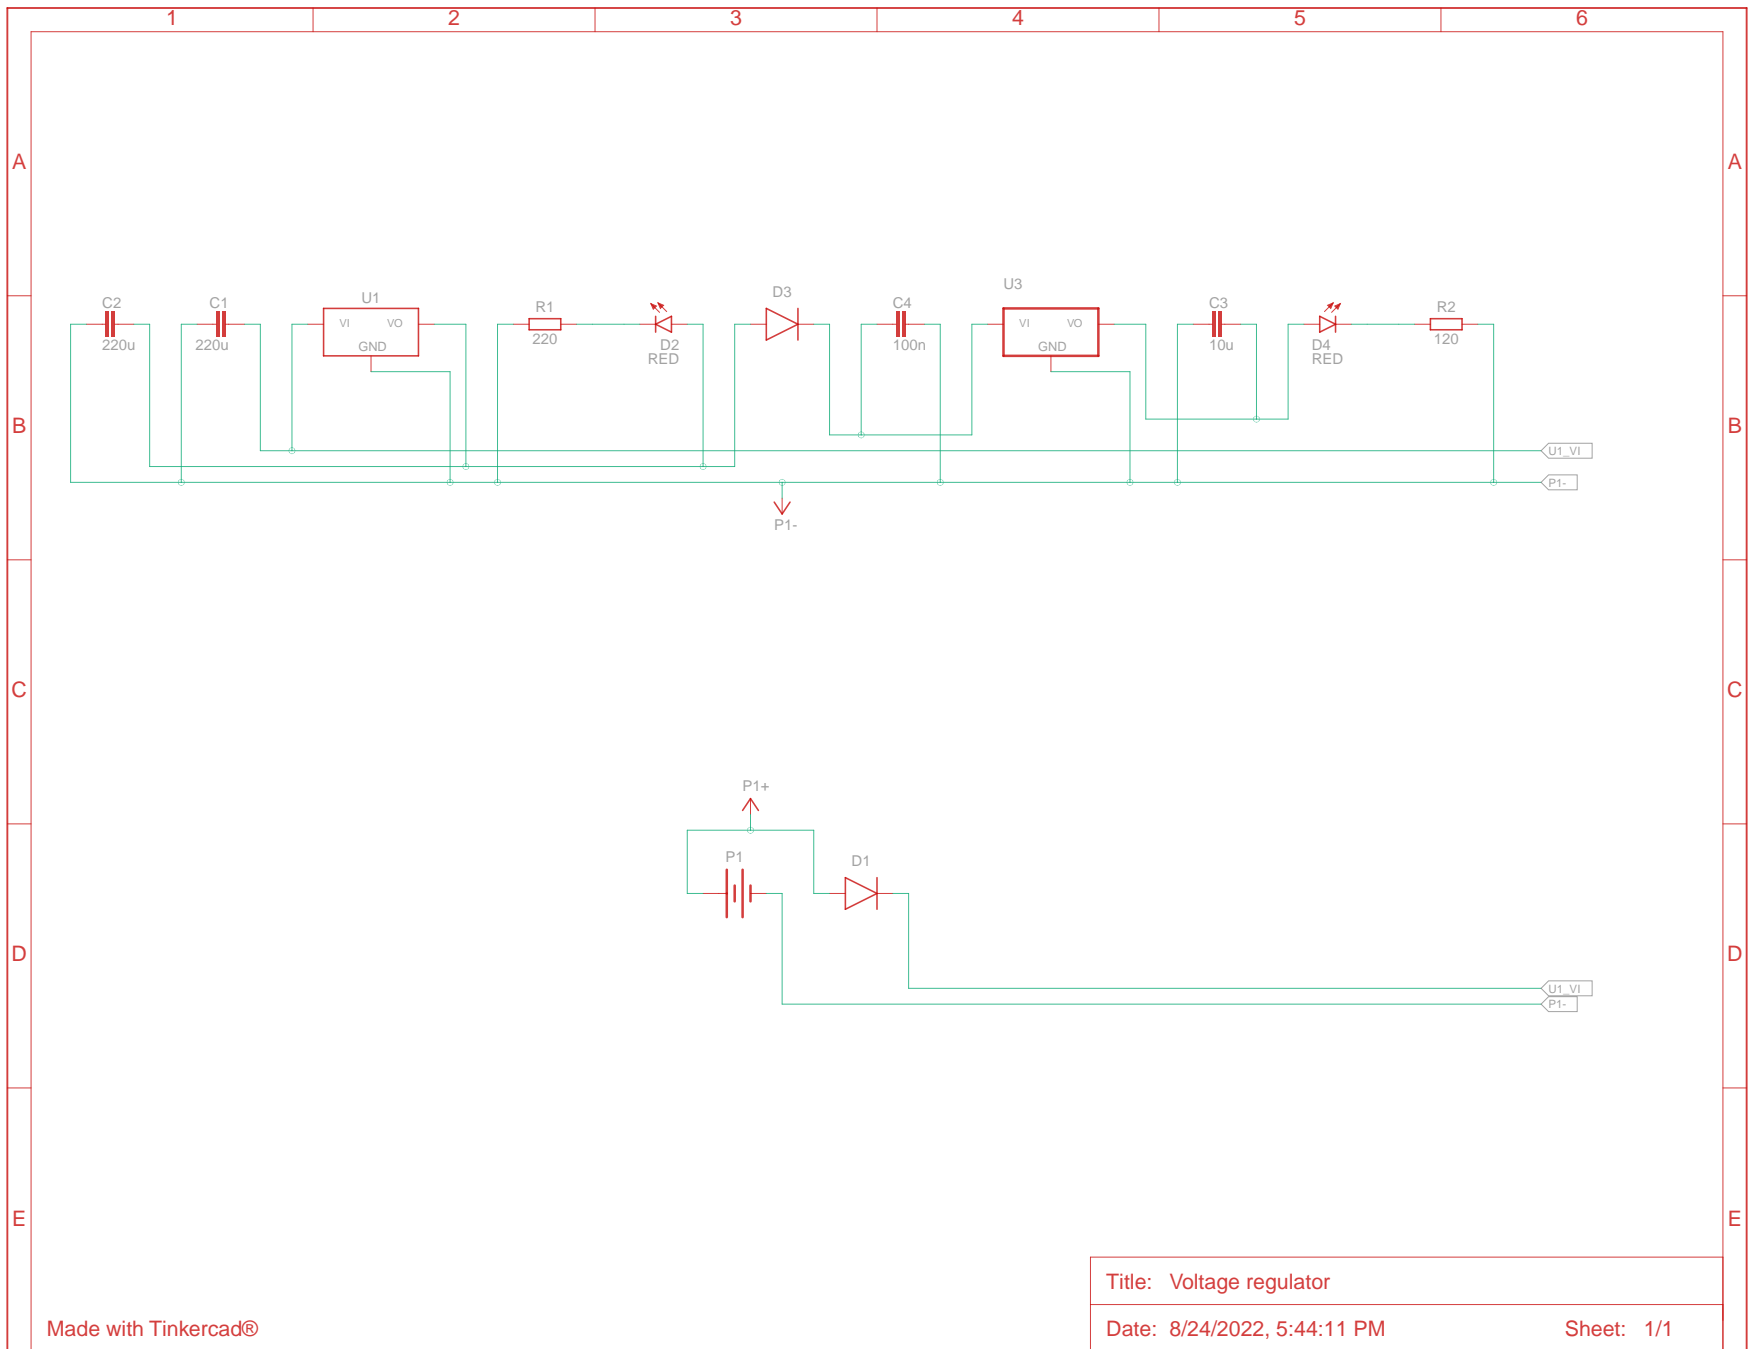 1 2 3 4 5 6
A A
U3
D3
U1
C2 C1 R1 C4 C3 R2
VI VO VI VO
220u 220u GND 220 D2 100n GND 10u D4 120
RED RED
B B
U1_VI
P1-
P1-
C C
P1+
P1 D1
D D
U1_VI
P1-
E E
Title: Voltage regulator
Made with Tinkercad® Date: 8/24/2022, 5:44:11 PM Sheet: 1/1